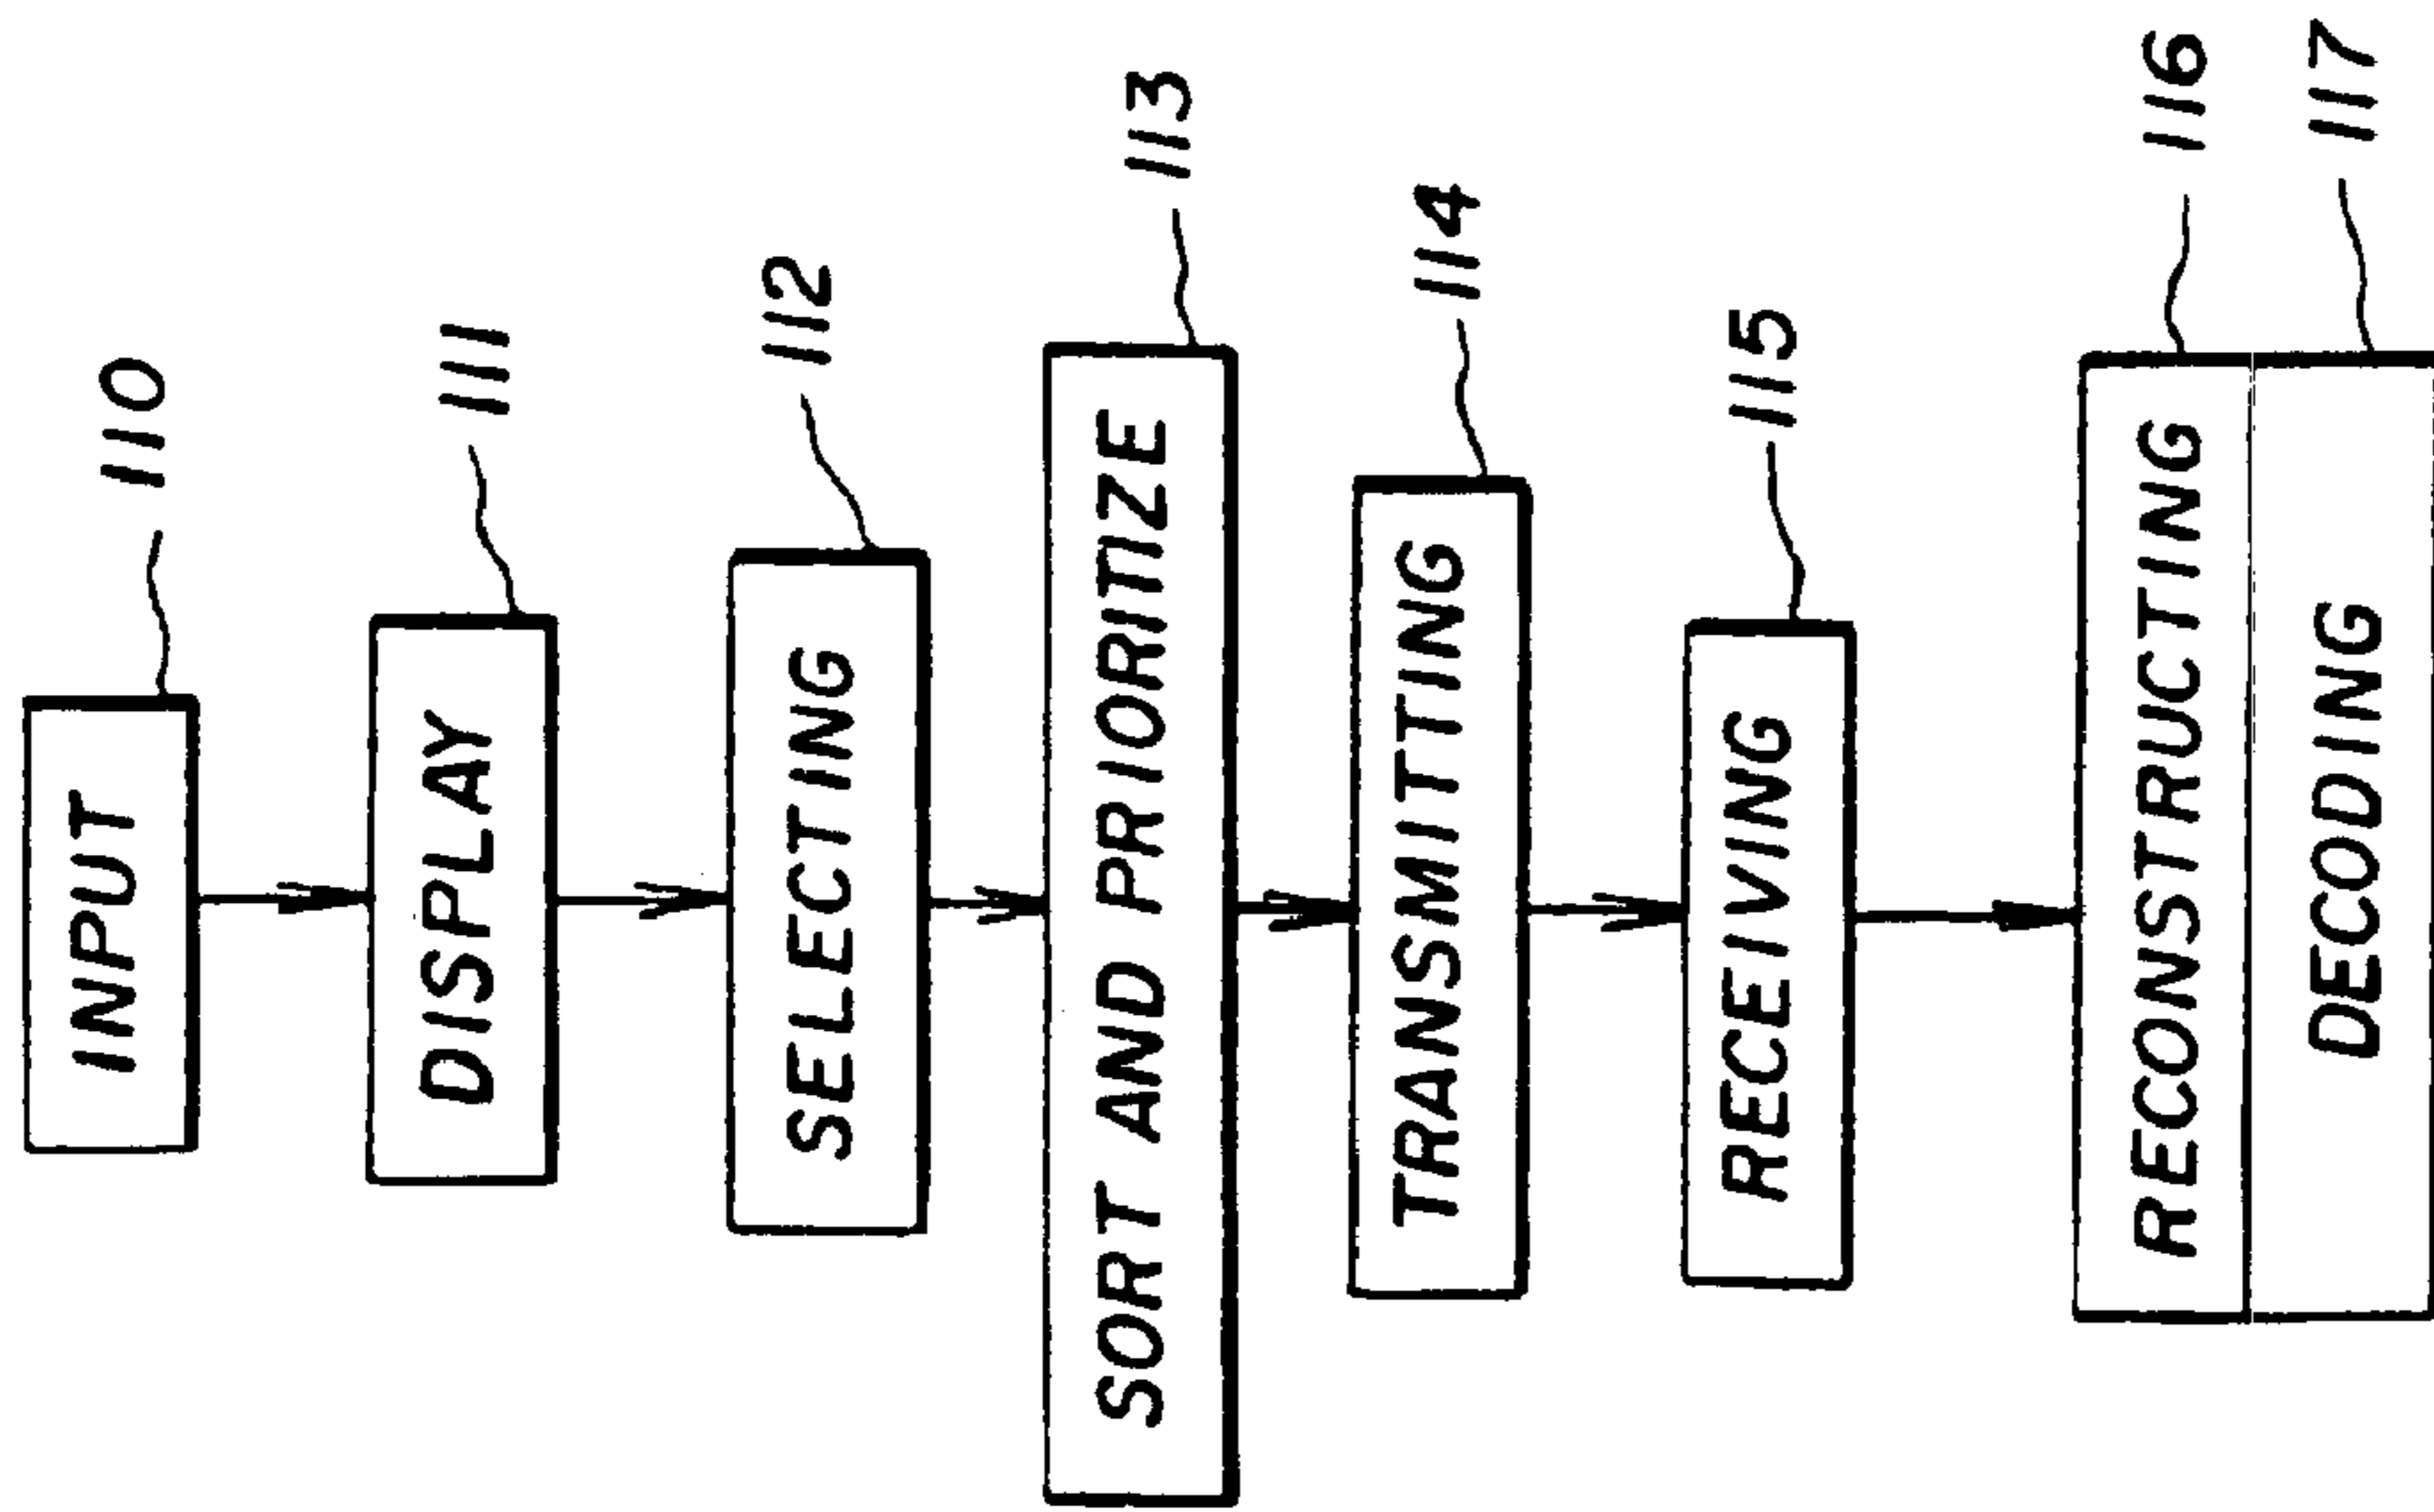 INPUT
110
DISPLAY
111
SELECTING
112
SORT AND PRIORITIZE
113
TRANSMITTING
114
RECEIVING
115
RECONSTRUCTING
116
DECODING
117